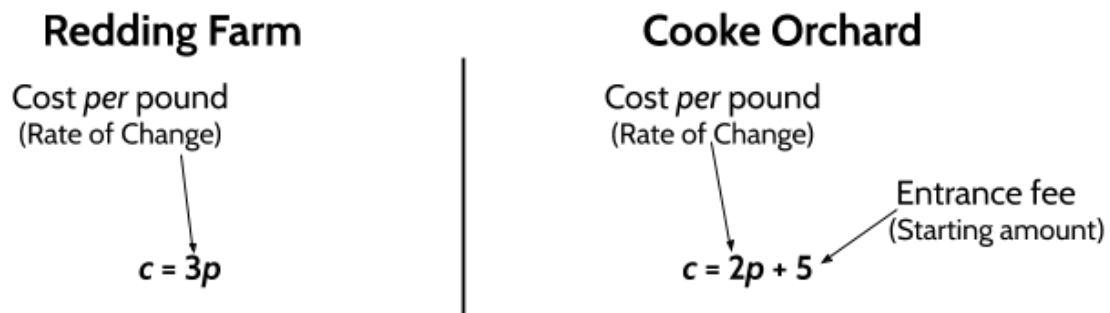 Redding Farm
Cost per pound
(Rate of Change)
c = 3p
Cooke Orchard
Cost per pound
(Rate of Change)
Entrance fee
(Starting amount)
c = 2p + 5